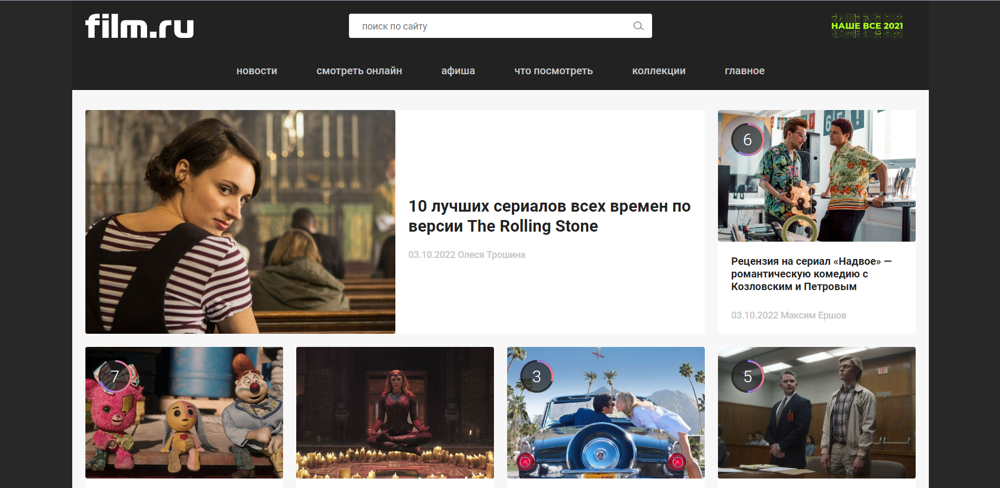 film.ru
поиск по сайту
НАШЕ ВСЕ 2021
новости
смотреть онлайн
афиша
что посмотреть
коллекции
главное
10 лучших сериалов всех времен по
версии The Rolling Stone
03.10.2022 Олеся Трошина
6
Рецензия на сериал «Надвое» —
романтическую комедию с
Козловским и Петровым
03.10.2022 Максим Ершов
7
3
5
EXIT